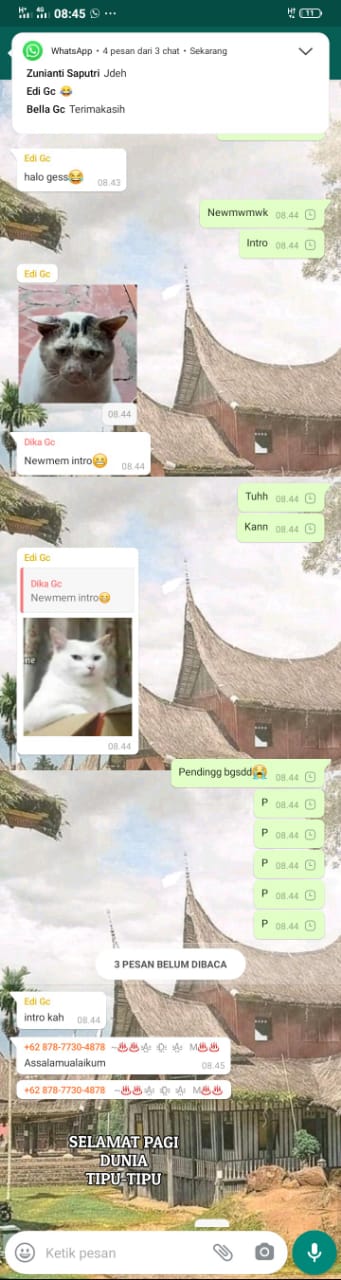 H+ 4G 08:45 ... H+ 11
WhatsApp • 4 pesan dari 3 chat • Sekarang
Zunianti Saputri Jdeh
Edi Gc 😂
Bella Gc Terimakasih
Edi Gc
halo gess😂 08.43
Newmwmwk 08.44
Intro 08.44
Edi Gc
08.44
Dika Gc
Newmem intro😁 08.44
Tuhh 08.44
Kann 08.44
Edi Gc
Dika Gc
Newmem intro😁
ne
08.44
Pendingg bgsdd😭 08.44
P 08.44
P 08.44
P 08.44
P 08.44
P 08.44
3 PESAN BELUM DIBACA
Edi Gc
intro kah 08.44
+62 878-7730-4878
Assalamualaikum 08.45
+62 878-7730-4878
SELAMAT PAGI
DUNIA
TIPU-TIPU
Ketik pesan